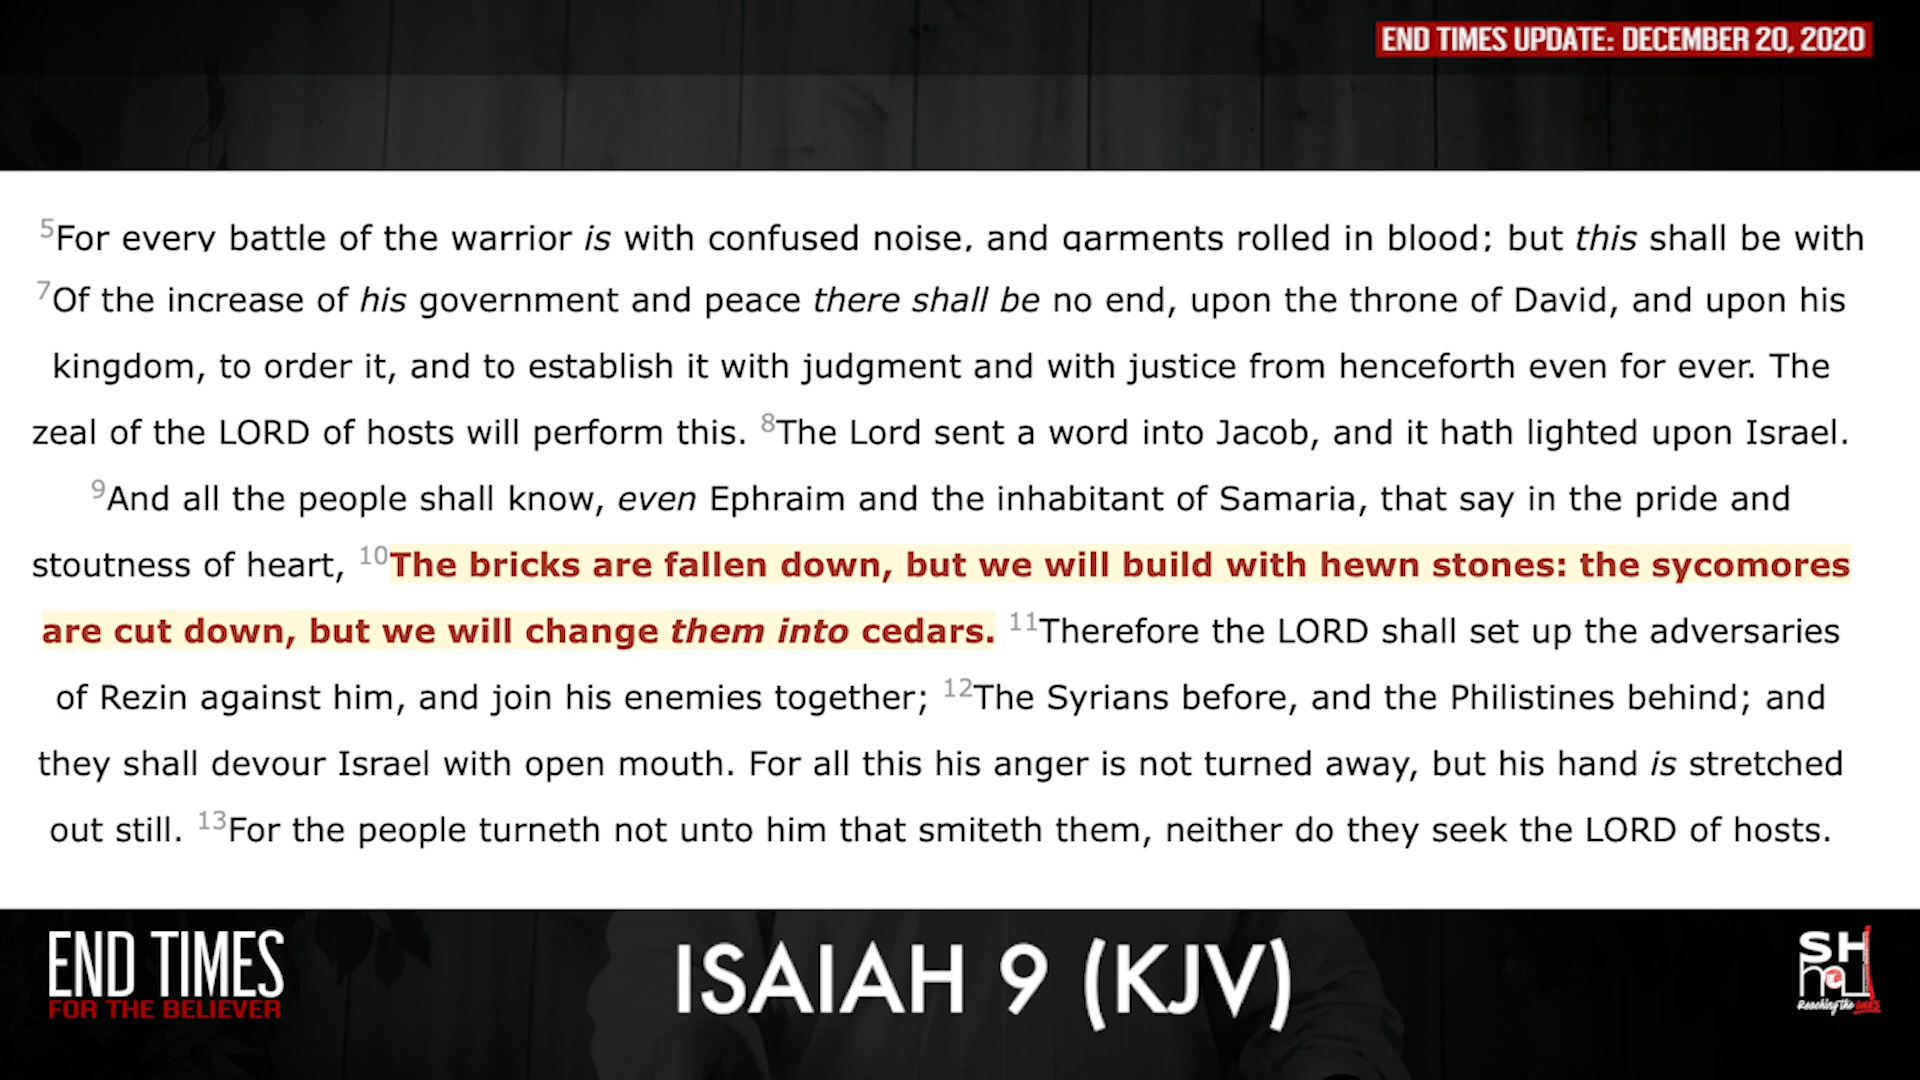 END TIMES UPDATE: DECEMBER 20, 2020
5For every battle of the warrior is with confused noise, and garments rolled in blood; but this shall be with
7Of the increase of his government and peace there shall be no end, upon the throne of David, and upon his
kingdom, to order it, and to establish it with judgment and with justice from henceforth even for ever. The
zeal of the LORD of hosts will perform this. 8The Lord sent a word into Jacob, and it hath lighted upon Israel.
9And all the people shall know, even Ephraim and the inhabitant of Samaria, that say in the pride and
stoutness of heart, 10The bricks are fallen down, but we will build with hewn stones: the sycomores
are cut down, but we will change them into cedars. 11Therefore the LORD shall set up the adversaries
of Rezin against him, and join his enemies together; 12The Syrians before, and the Philistines behind; and
they shall devour Israel with open mouth. For all this his anger is not turned away, but his hand is stretched
out still. 13For the people turneth not unto him that smiteth them, neither do they seek the LORD of hosts.
END TIMES
FOR THE BELIEVER
ISAIAH 9 (KJV)
SH
Reaching the ONES